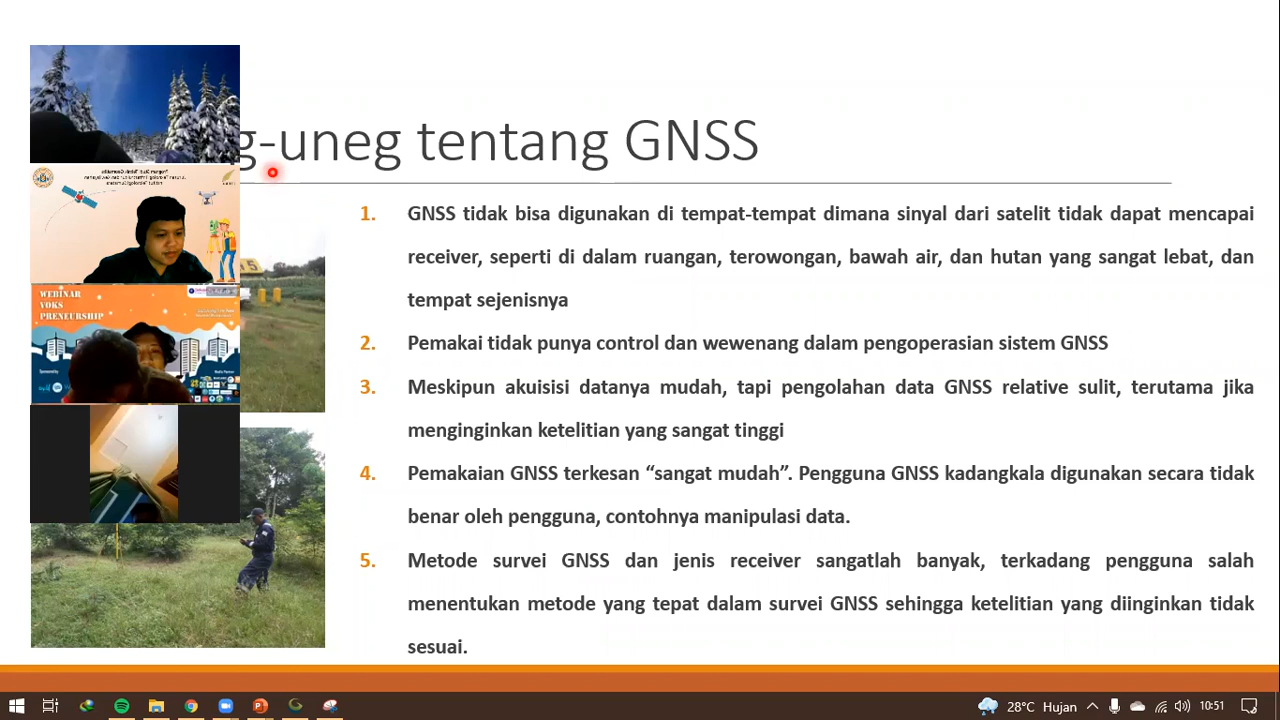 g-uneg tentang GNSS
1. GNSS tidak bisa digunakan di tempat-tempat dimana sinyal dari satelit tidak dapat mencapai
receiver, seperti di dalam ruangan, terowongan, bawah air, dan hutan yang sangat lebat, dan
tempat sejenisnya
2. Pemakai tidak punya control dan wewenang dalam pengoperasian sistem GNSS
3. Meskipun akuisisi datanya mudah, tapi pengolahan data GNSS relative sulit, terutama jika
menginginkan ketelitian yang sangat tinggi
4. Pemakaian GNSS terkesan “sangat mudah”. Pengguna GNSS kadangkala digunakan secara tidak
benar oleh pengguna, contohnya manipulasi data.
5. Metode survei GNSS dan jenis receiver sangatlah banyak, terkadang pengguna salah
menentukan metode yang tepat dalam survei GNSS sehingga ketelitian yang diinginkan tidak
sesuai.
WEBINAR
VOKS
PRENEURSHIP
28°C Hujan
10:51